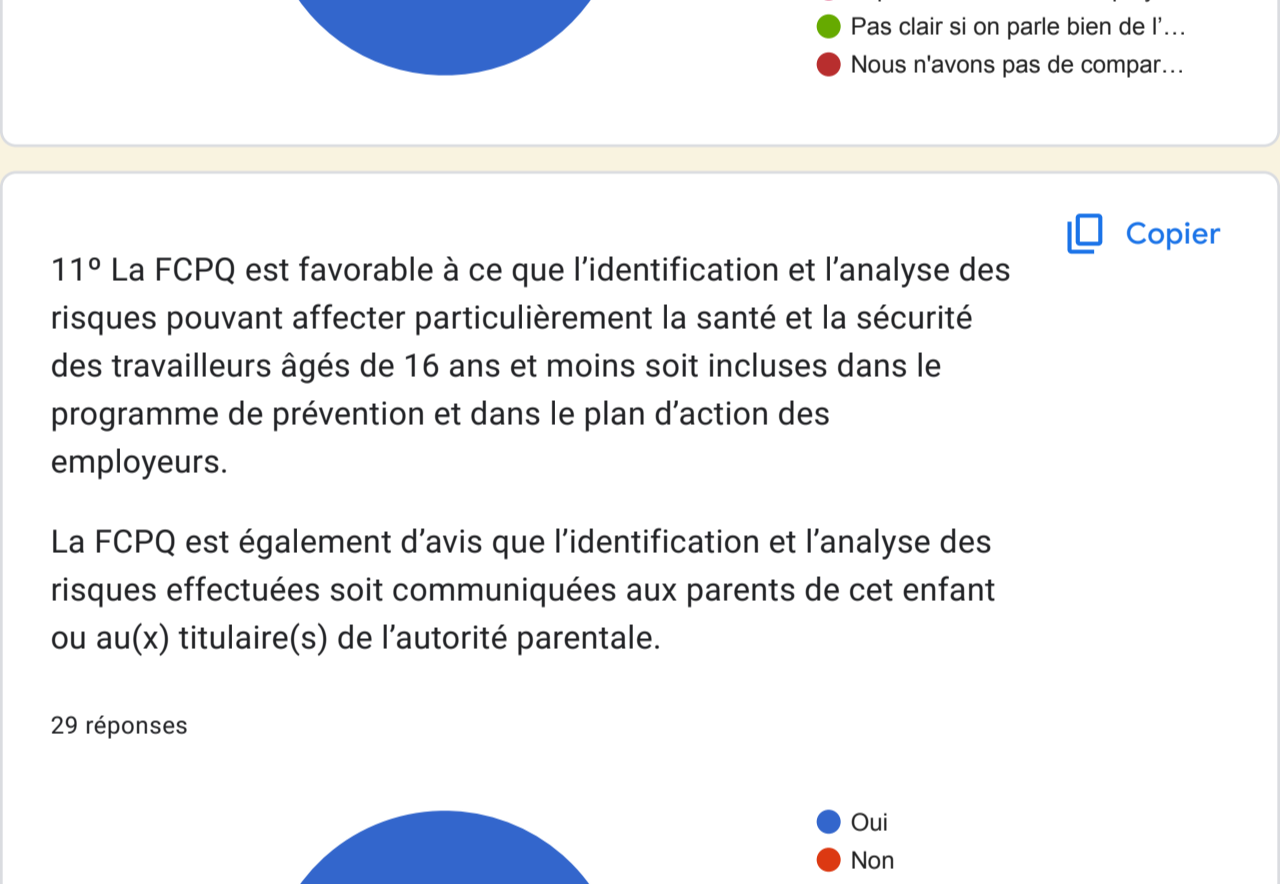 Pas clair si on parle bien de l’…
Nous n'avons pas de compar…
Copier
11º La FCPQ est favorable à ce que l’identification et l’analyse des
risques pouvant affecter particulièrement la santé et la sécurité
des travailleurs âgés de 16 ans et moins soit incluses dans le
programme de prévention et dans le plan d’action des
employeurs.
La FCPQ est également d’avis que l’identification et l’analyse des
risques effectuées soit communiquées aux parents de cet enfant
ou au(x) titulaire(s) de l’autorité parentale.
29 réponses
Oui
Non